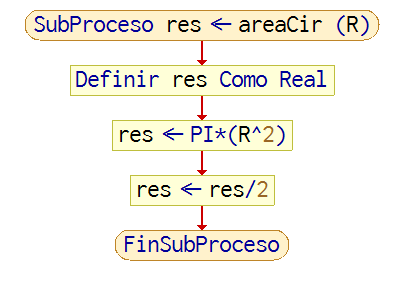 SubProceso res ← areaCir (R)
Definir res Como Real
res ← PI*(R^2)
res ← res/2
FinSubProceso